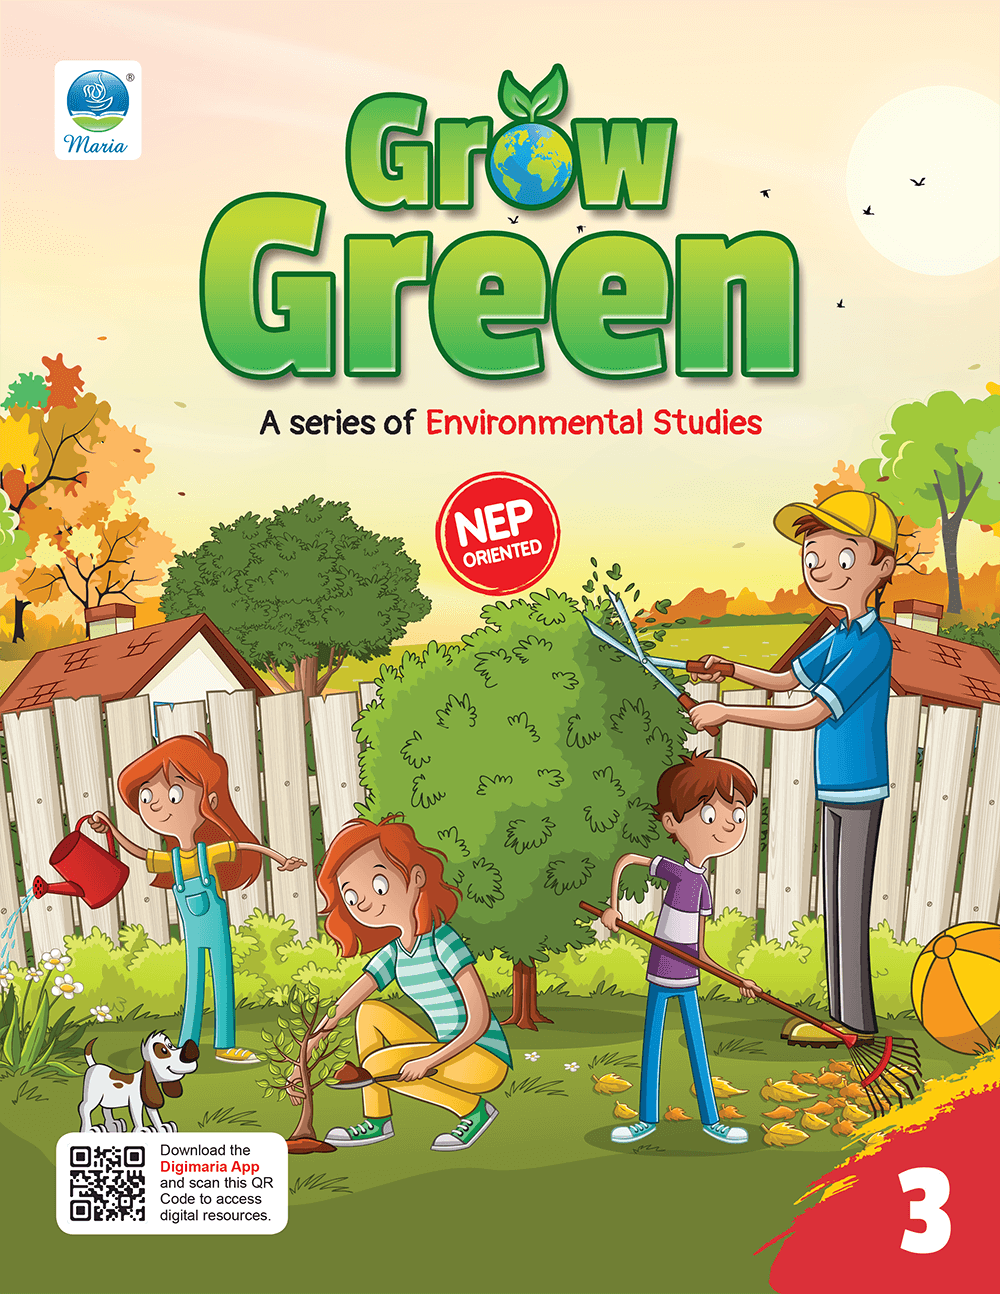 ®
Maria
Grow
Green
A series of Environmental Studies
NEP
ORIENTED
Download the
Digimaria App
and scan this QR
Code to access
digital resources.
3